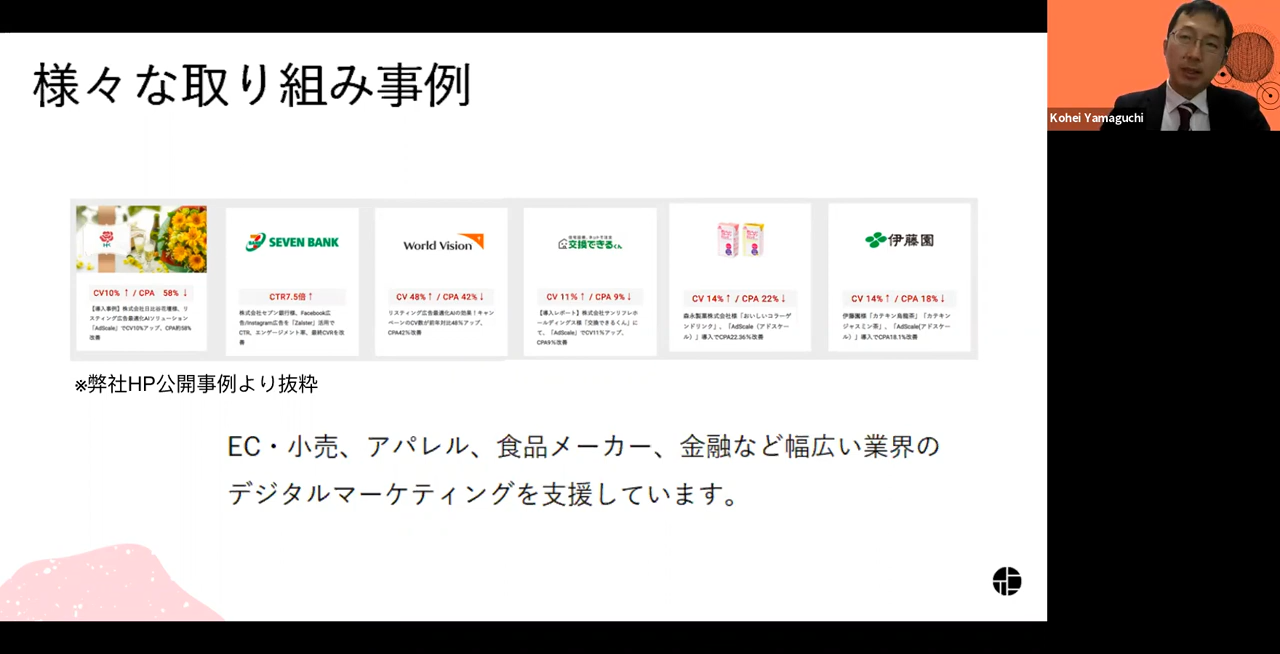 様々な取り組み事例
Kohei Yamaguchi
HK
CV10%↑ / CPA 58%↓
【導入事例】株式会社日比谷花壇様、リ
スティング広告最適化AIソリューション
「AdScale」でCV10%アップ、CPA約58%
改善
SEVEN BANK
CTR7.5倍↑
株式会社セブン銀行様、Facebook広
告/Instagram広告を「Zalster」活用で
CTR、エンゲージメント率、最終CVRを改
善
World Vision
CV 48%↑ / CPA 42%↓
リスティング広告最適化AIの効果！キャン
ペーンのCV数が前年対比48%アップ、
CPA42%改善
交換できるくん
CV 11%↑ / CPA 9%↓
【導入レポート】株式会社サンリフレホ
ールディングス様「交換できるくん」に
て、「AdScale」でCV11%アップ、
CPA9%改善
CV 14%↑ / CPA 22%↓
森永製菓株式会社様「おいしいコラーゲ
ンドリンク」、「AdScale（アドスケー
ル）」導入でCPA22.36%改善
伊藤園
CV 14%↑ / CPA 18%↓
伊藤園様「カテキン烏龍茶」「カテキン
ジャスミン茶」、「AdScale(アドスケー
ル）」導入でCPA18.1%改善
※弊社HP公開事例より抜粋
EC・小売、アパレル、食品メーカー、金融など幅広い業界の
デジタルマーケティングを支援しています。